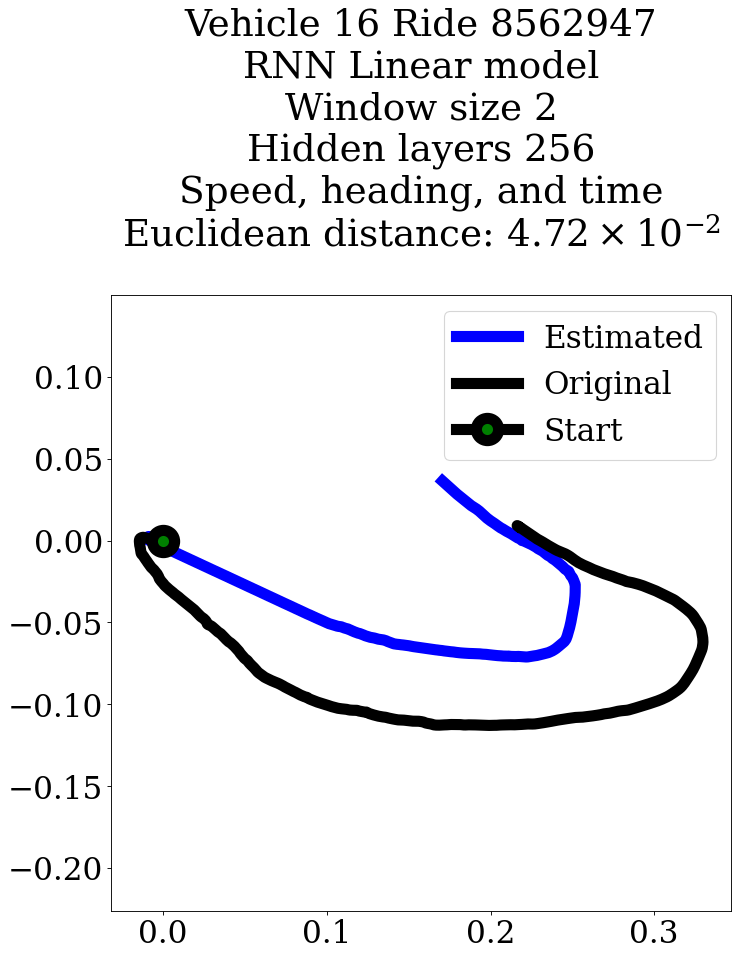 Vehicle 16 Ride 8562947
RNN Linear model
Window size 2
Hidden layers 256
Speed, heading, and time
Euclidean distance: 4.72 × 10⁻²
Estimated
Original
Start
0.10
0.05
0.00
−0.05
−0.10
−0.15
−0.20
0.0 0.1 0.2 0.3